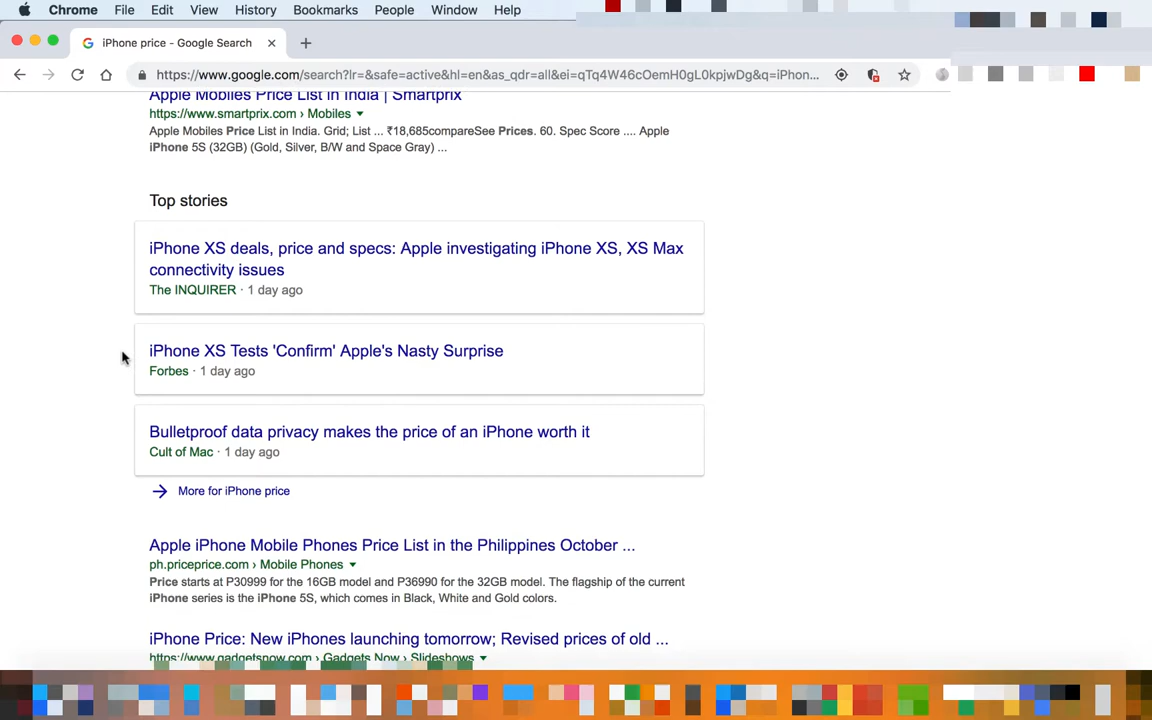 Chrome File Edit View History Bookmarks People Window Help
iPhone price - Google Search
https://www.google.com/search?lr=&safe=active&hl=en&as_qdr=all&ei=qTq4W46cOemH0gL0kpjwDg&q=iPhon...
Apple Mobiles Price List in India | Smartprix
https://www.smartprix.com › Mobiles
Apple Mobiles Price List in India. Grid; List ... ₹18,685compareSee Prices. 60. Spec Score .... Apple
iPhone 5S (32GB) (Gold, Silver, B/W and Space Gray) ...
Top stories
iPhone XS deals, price and specs: Apple investigating iPhone XS, XS Max
connectivity issues
The INQUIRER · 1 day ago
iPhone XS Tests 'Confirm' Apple's Nasty Surprise
Forbes · 1 day ago
Bulletproof data privacy makes the price of an iPhone worth it
Cult of Mac · 1 day ago
More for iPhone price
Apple iPhone Mobile Phones Price List in the Philippines October ...
ph.priceprice.com › Mobile Phones
Price starts at P30999 for the 16GB model and P36990 for the 32GB model. The flagship of the current
iPhone series is the iPhone 5S, which comes in Black, White and Gold colors.
iPhone Price: New iPhones launching tomorrow; Revised prices of old ...
https://www.gadgetsnow.com › Gadgets Now › Slideshows